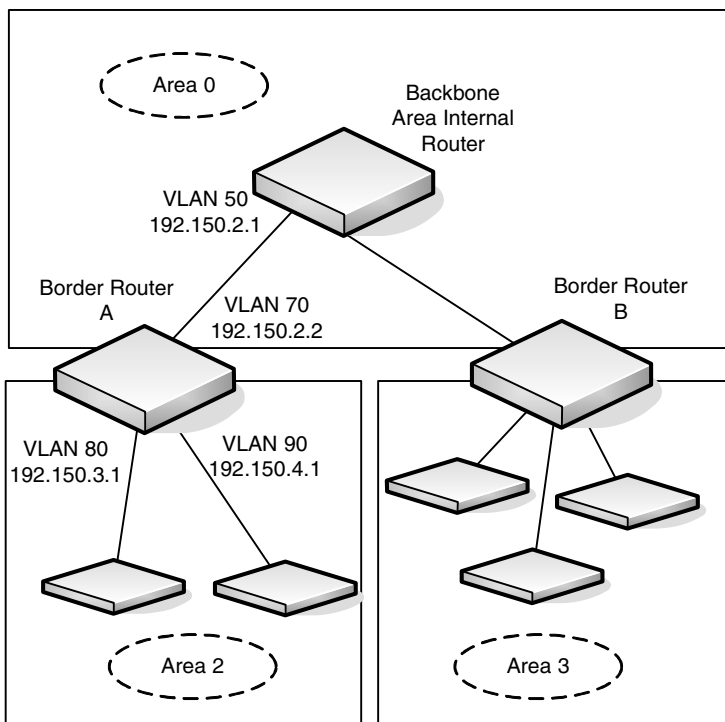 Area 0
Backbone
Area Internal
Router
VLAN 50
192.150.2.1
Border Router
A
VLAN 70
192.150.2.2
Border Router
B
VLAN 80
192.150.3.1
VLAN 90
192.150.4.1
Area 2
Area 3